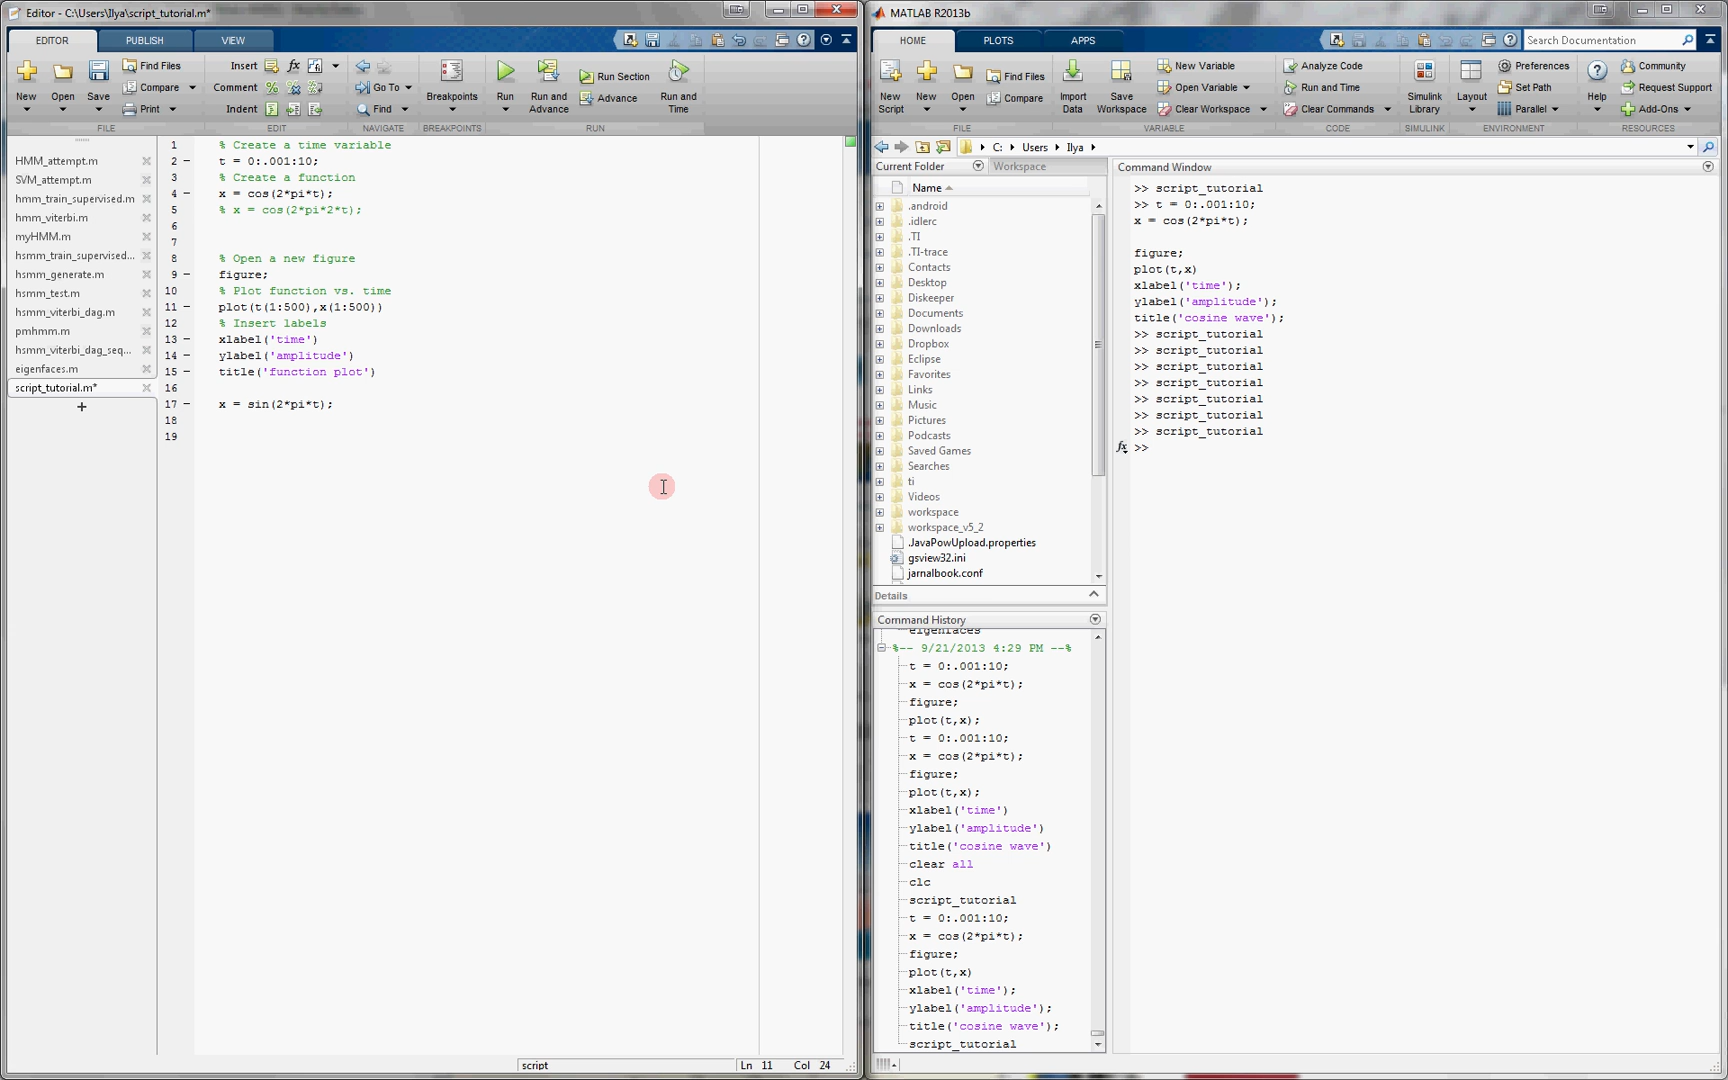 Editor - C:\Users\Ilya\script_tutorial.m*
EDITOR PUBLISH VIEW
New Open Save
Find Files
Compare
Print
FILE
Insert fx
Comment %
Indent
EDIT
Go To
Find
NAVIGATE
Breakpoints
BREAKPOINTS
Run
Run and Advance
Run Section
Advance
Run and Time
RUN
HMM_attempt.m
SVM_attempt.m
hmm_train_supervised.m
hmm_viterbi.m
myHMM.m
hsmm_train_supervised...
hsmm_generate.m
hsmm_test.m
hsmm_viterbi_dag.m
pmhmm.m
hsmm_viterbi_dag_seq...
eigenfaces.m
script_tutorial.m*
+
1 % Create a time variable
2 – t = 0:.001:10;
3 % Create a function
4 – x = cos(2*pi*t);
5 % x = cos(2*pi*2*t);
6
7
8 % Open a new figure
9 – figure;
10 % Plot function vs. time
11 – plot(t(1:500),x(1:500))
12 % Insert labels
13 – xlabel('time')
14 – ylabel('amplitude')
15 – title('function plot')
16
17 – x = sin(2*pi*t);
18
19
script Ln 11 Col 24
MATLAB R2013b
HOME PLOTS APPS
Search Documentation
New Script
New
Open
Find Files
Compare
FILE
Import Data
Save Workspace
New Variable
Open Variable
Clear Workspace
VARIABLE
Analyze Code
Run and Time
Clear Commands
CODE
Simulink Library
SIMULINK
Layout
Preferences
Set Path
Parallel
ENVIRONMENT
Help
Community
Request Support
Add-Ons
RESOURCES
C: Users Ilya
Current Folder Workspace
Name
.android
.idlerc
.TI
.TI-trace
Contacts
Desktop
Diskeeper
Documents
Downloads
Dropbox
Eclipse
Favorites
Links
Music
Pictures
Podcasts
Saved Games
Searches
ti
Videos
workspace
workspace_v5_2
.JavaPowUpload.properties
gsview32.ini
jarnalbook.conf
Details
Command History
eigenfaces
%-- 9/21/2013 4:29 PM --%
t = 0:.001:10;
x = cos(2*pi*t);
figure;
plot(t,x);
t = 0:.001:10;
x = cos(2*pi*t);
figure;
plot(t,x);
xlabel('time')
ylabel('amplitude')
title('cosine wave')
clear all
clc
script_tutorial
t = 0:.001:10;
x = cos(2*pi*t);
figure;
plot(t,x)
xlabel('time');
ylabel('amplitude');
title('cosine wave');
script_tutorial
Command Window
>> script_tutorial
>> t = 0:.001:10;
x = cos(2*pi*t);
figure;
plot(t,x)
xlabel('time');
ylabel('amplitude');
title('cosine wave');
>> script_tutorial
>> script_tutorial
>> script_tutorial
>> script_tutorial
>> script_tutorial
>> script_tutorial
>> script_tutorial
fx >>